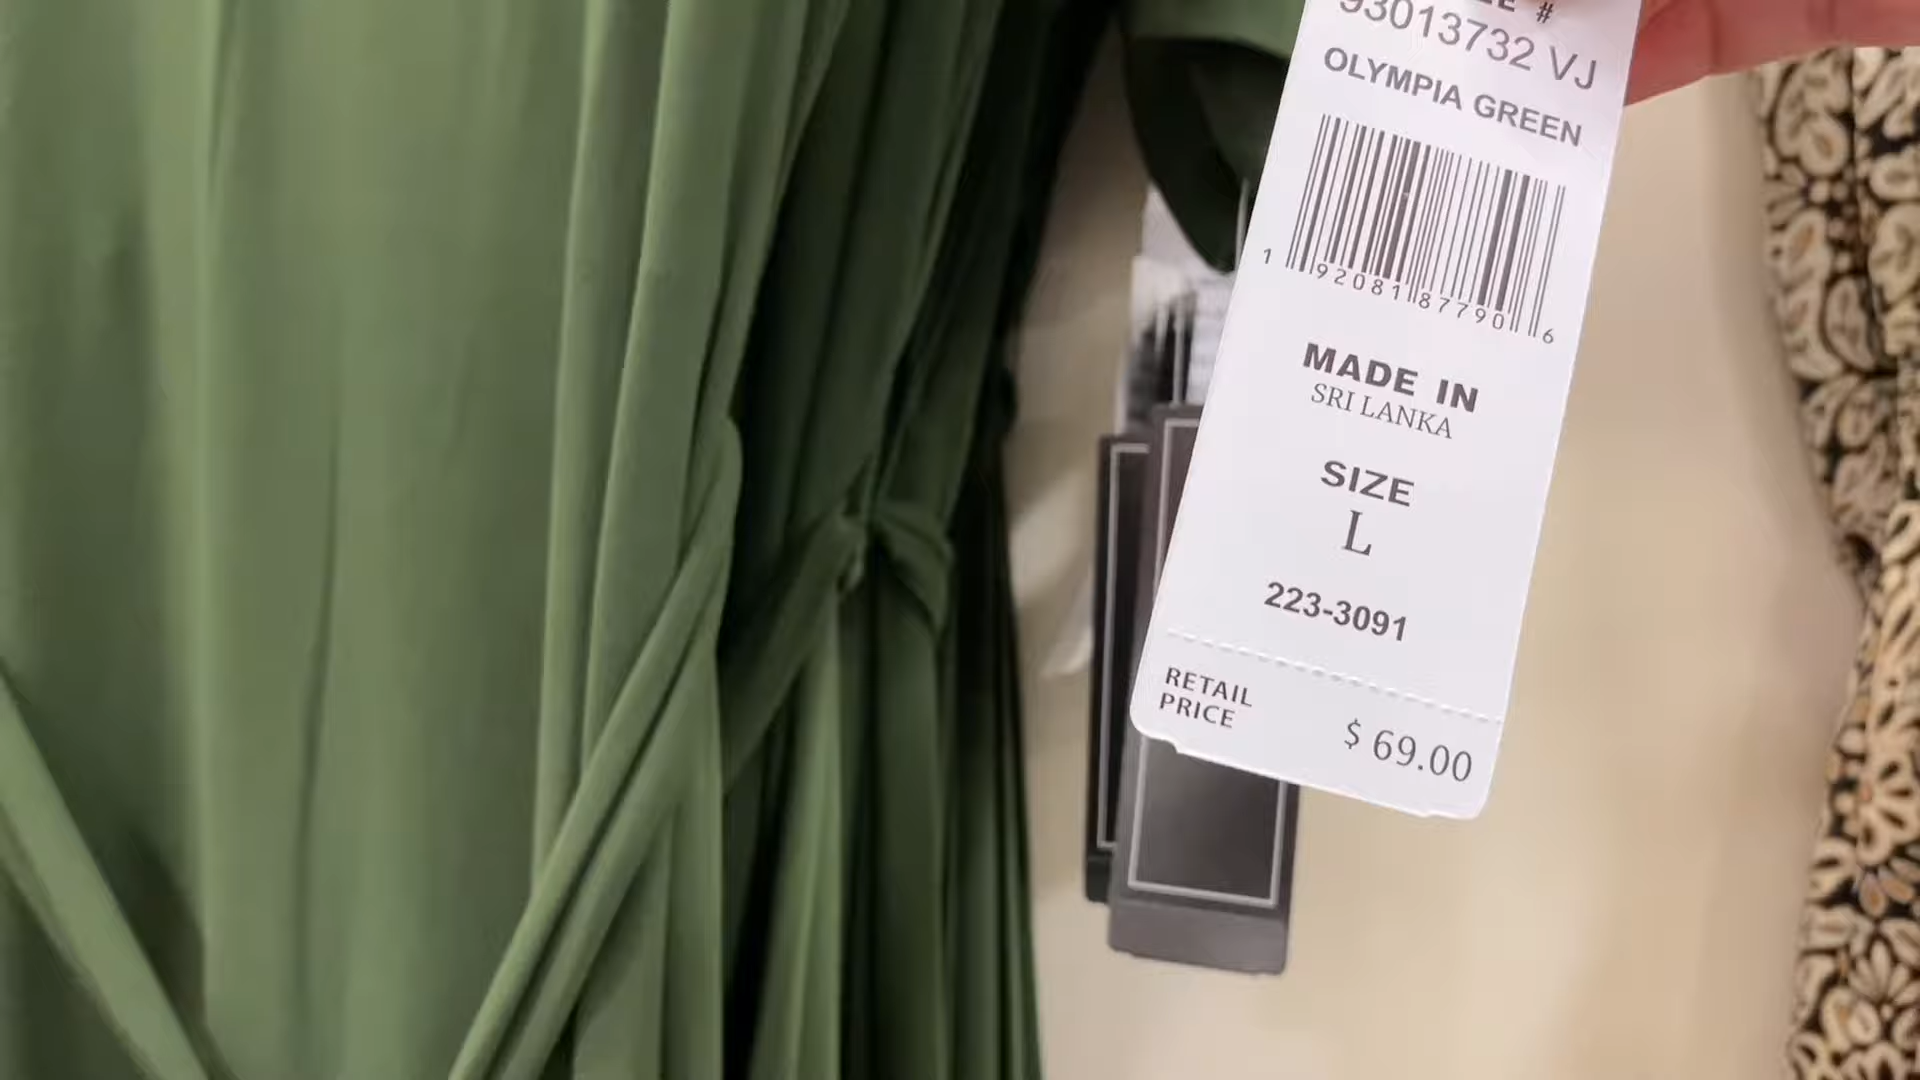 93013732 VJ
OLYMPIA GREEN
1 92081 87790 6
MADE IN
SRI LANKA
SIZE
L
223-3091
RETAIL
PRICE
$ 69.00